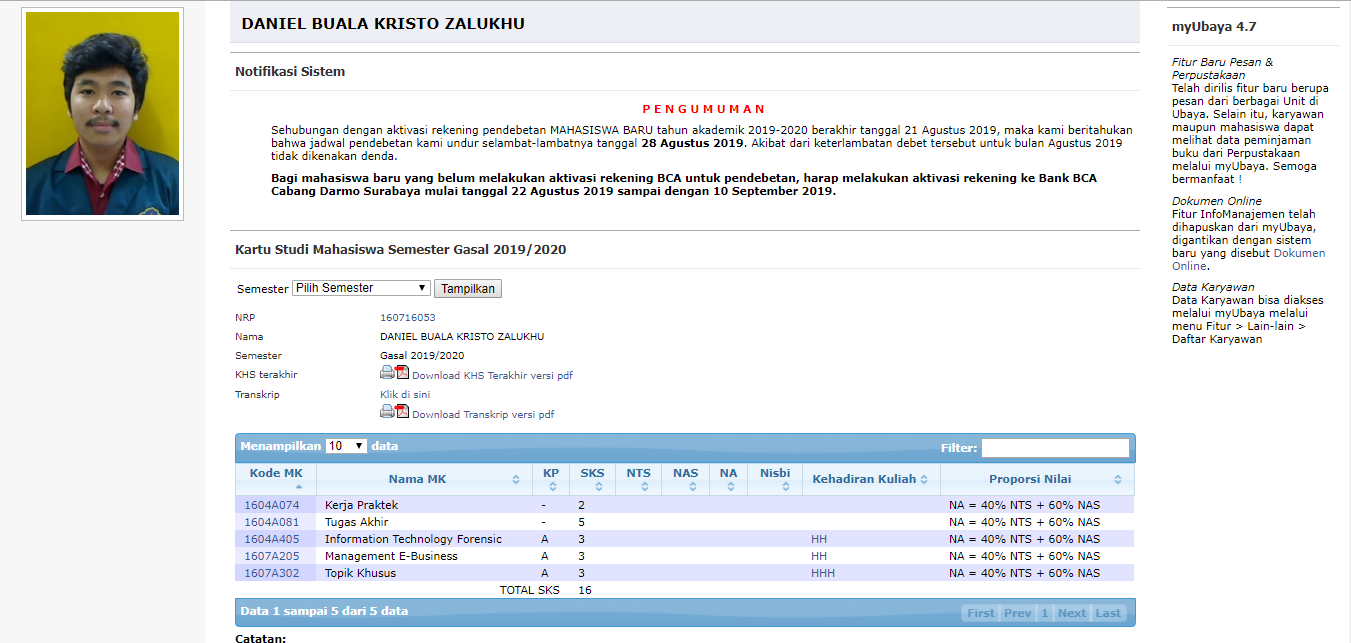 DANIEL BUALA KRISTO ZALUKHU
Notifikasi Sistem
P E N G U M U M A N
Sehubungan dengan aktivasi rekening pendebetan MAHASISWA BARU tahun akademik 2019-2020 berakhir tanggal 21 Agustus 2019, maka kami beritahukan
bahwa jadwal pendebetan kami undur selambat-lambatnya tanggal 28 Agustus 2019. Akibat dari keterlambatan debet tersebut untuk bulan Agustus 2019
tidak dikenakan denda.
Bagi mahasiswa baru yang belum melakukan aktivasi rekening BCA untuk pendebetan, harap melakukan aktivasi rekening ke Bank BCA
Cabang Darmo Surabaya mulai tanggal 22 Agustus 2019 sampai dengan 10 September 2019.
Kartu Studi Mahasiswa Semester Gasal 2019/2020
Semester Pilih Semester Tampilkan
NRP 160716053
Nama DANIEL BUALA KRISTO ZALUKHU
Semester Gasal 2019/2020
KHS terakhir Download KHS Terakhir versi pdf
Transkrip Klik di sini
Download Transkrip versi pdf
Menampilkan 10 data Filter:
Kode MK Nama MK KP SKS NTS NAS NA Nisbi Kehadiran Kuliah Proporsi Nilai
1604A074 Kerja Praktek - 2 NA = 40% NTS + 60% NAS
1604A081 Tugas Akhir - 5 NA = 40% NTS + 60% NAS
1604A405 Information Technology Forensic A 3 HH NA = 40% NTS + 60% NAS
1607A205 Management E-Business A 3 HH NA = 40% NTS + 60% NAS
1607A302 Topik Khusus A 3 HHH NA = 40% NTS + 60% NAS
TOTAL SKS 16
Data 1 sampai 5 dari 5 data First Prev 1 Next Last
Catatan:
myUbaya 4.7
Fitur Baru Pesan &
Perpustakaan
Telah dirilis fitur baru berupa
pesan dari berbagai Unit di
Ubaya. Selain itu, karyawan
maupun mahasiswa dapat
melihat data peminjaman
buku dari Perpustakaan
melalui myUbaya. Semoga
bermanfaat !
Dokumen Online
Fitur InfoManajemen telah
dihapuskan dari myUbaya,
digantikan dengan sistem
baru yang disebut Dokumen
Online.
Data Karyawan
Data Karyawan bisa diakses
melalui myUbaya melalui
menu Fitur > Lain-lain >
Daftar Karyawan